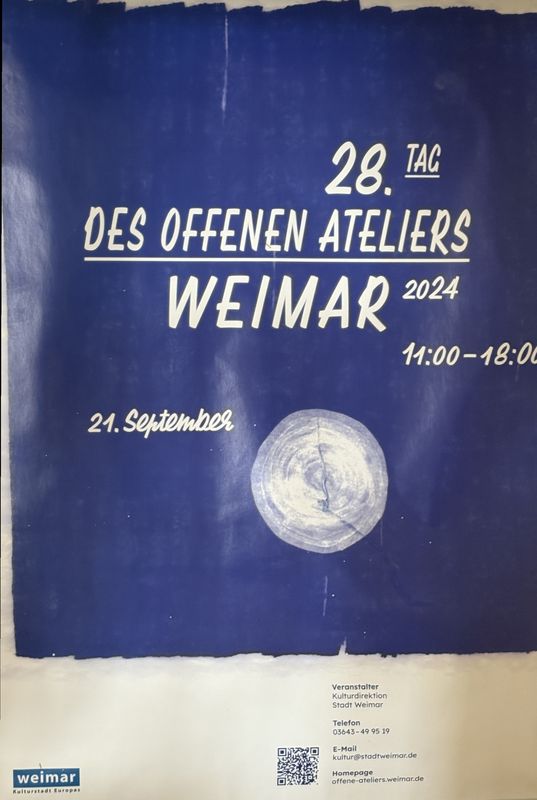 28. TAG
DES OFFENEN ATELIERS
WEIMAR 2024
11:00 – 18:00
21. September
Veranstalter
Kulturdirektion
Stadt Weimar
Telefon
03643 – 49 95 19
E-Mail
kultur@stadtweimar.de
Homepage
offene-ateliers.weimar.de
weimar
Kulturstadt Europas